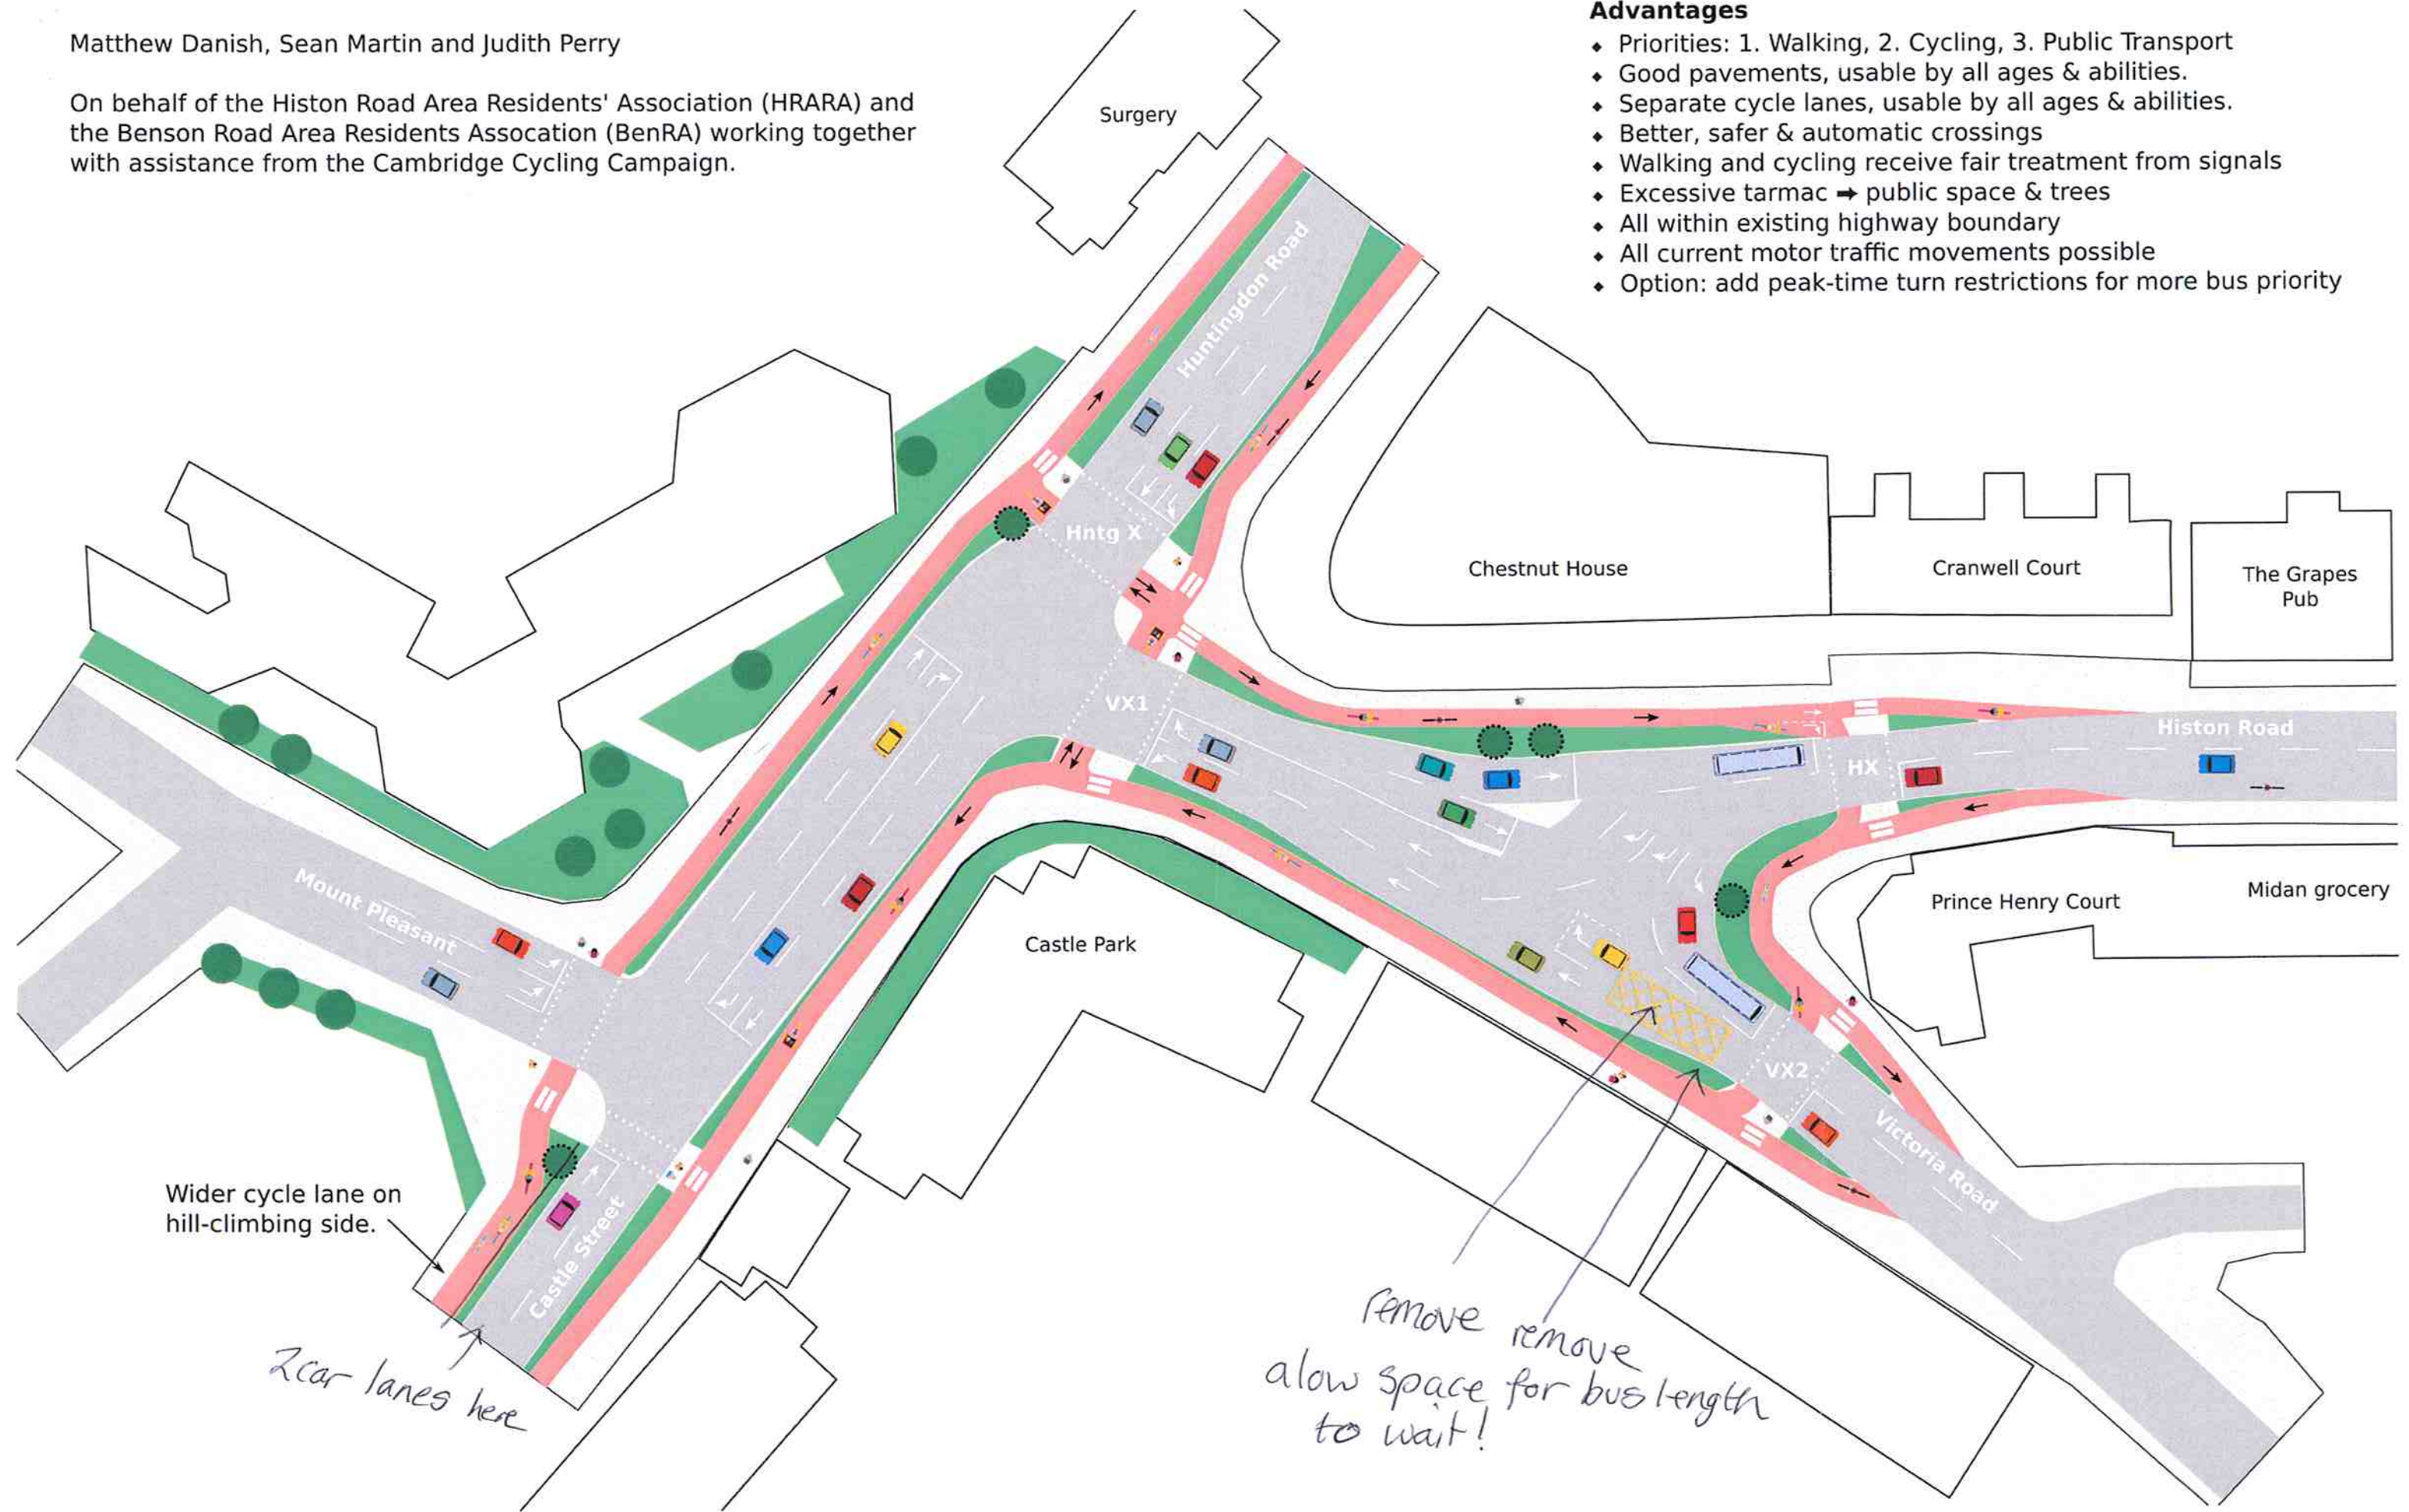 Matthew Danish, Sean Martin and Judith Perry
On behalf of the Histon Road Area Residents' Association (HRARA) and
the Benson Road Area Residents Assocation (BenRA) working together
with assistance from the Cambridge Cycling Campaign.
Advantages
◆ Priorities: 1. Walking, 2. Cycling, 3. Public Transport
◆ Good pavements, usable by all ages & abilities.
◆ Separate cycle lanes, usable by all ages & abilities.
◆ Better, safer & automatic crossings
◆ Walking and cycling receive fair treatment from signals
◆ Excessive tarmac ➡ public space & trees
◆ All within existing highway boundary
◆ All current motor traffic movements possible
◆ Option: add peak-time turn restrictions for more bus priority
Surgery
Huntingdon Road
Hntg X
Chestnut House
Cranwell Court
The Grapes
Pub
VX1
Histon Road
HX
Mount Pleasant
Castle Park
Prince Henry Court
Midan grocery
VX2
Victoria Road
Wider cycle lane on
hill-climbing side.
Castle Street
2car lanes here
remove remove
alow space for bus length
to wait!